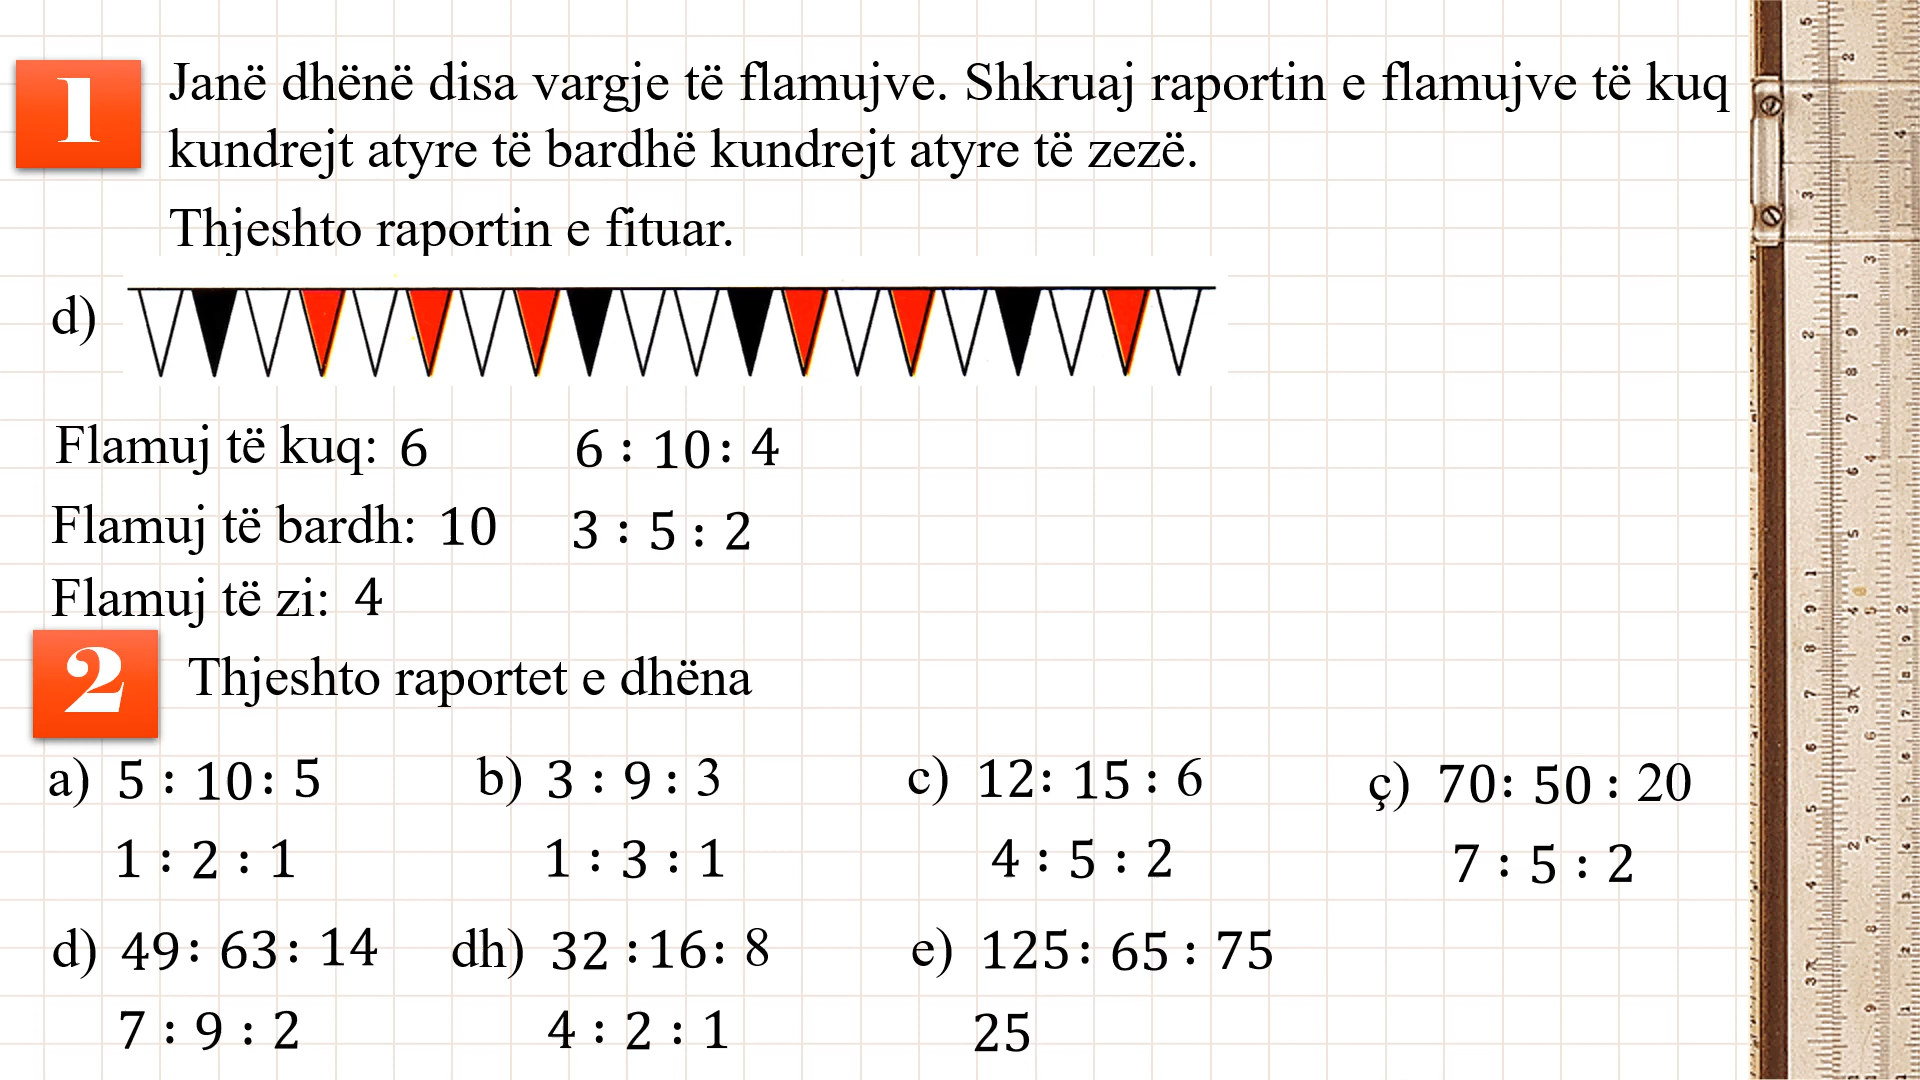 1 Janë dhënë disa vargje të flamujve. Shkruaj raportin e flamujve të kuq
kundrejt atyre të bardhë kundrejt atyre të zezë.
Thjeshto raportin e fituar.
d)
Flamuj të kuq: 6 6 : 10 : 4
Flamuj të bardh: 10 3 : 5 : 2
Flamuj të zi: 4
2 Thjeshto raportet e dhëna
a) 5 : 10 : 5 b) 3 : 9 : 3 c) 12 : 15 : 6 ç) 70 : 50 : 20
1 : 2 : 1 1 : 3 : 1 4 : 5 : 2 7 : 5 : 2
d) 49 : 63 : 14 dh) 32 : 16 : 8 e) 125 : 65 : 75
7 : 9 : 2 4 : 2 : 1 25